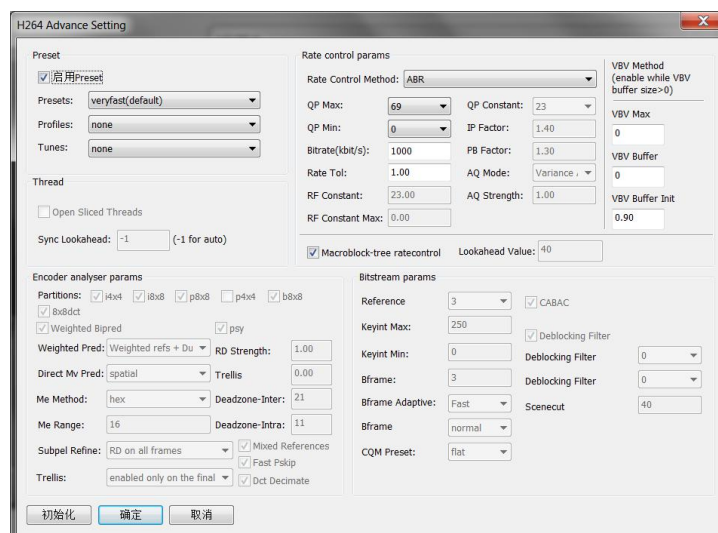 H264 Advance Setting
Preset
启用Preset
Presets: veryfast(default)
Profiles: none
Tunes: none
Thread
Open Sliced Threads
Sync Lookahead: -1 (-1 for auto)
Rate control params
Rate Control Method: ABR
QP Max: 69 QP Constant: 23
QP Min: 0 IP Factor: 1.40
Bitrate(kbit/s): 1000 PB Factor: 1.30
Rate Tol: 1.00 AQ Mode: Variance
RF Constant: 23.00 AQ Strength: 1.00
RF Constant Max: 0.00
Macroblock-tree ratecontrol Lookahead Value: 40
VBV Method
(enable while VBV
buffer size>0)
VBV Max
0
VBV Buffer
0
VBV Buffer Init
0.90
Encoder analyser params
Partitions: i4x4 i8x8 p8x8 p4x4 b8x8
8x8dct
Weighted Bipred psy
Weighted Pred: Weighted refs + Du RD Strength: 1.00
Direct Mv Pred: spatial Trellis 0.00
Me Method: hex Deadzone-Inter: 21
Me Range: 16 Deadzone-Intra: 11
Subpel Refine: RD on all frames Mixed References
Fast Pskip
Trellis: enabled only on the final Dct Decimate
Bitstream params
Reference 3 CABAC
Keyint Max: 250 Deblocking Filter
Keyint Min: 0 Deblocking Filter 0
Bframe: 3 Deblocking Filter 0
Bframe Adaptive: Fast Scenecut 40
Bframe normal
CQM Preset: flat
初始化 确定 取消